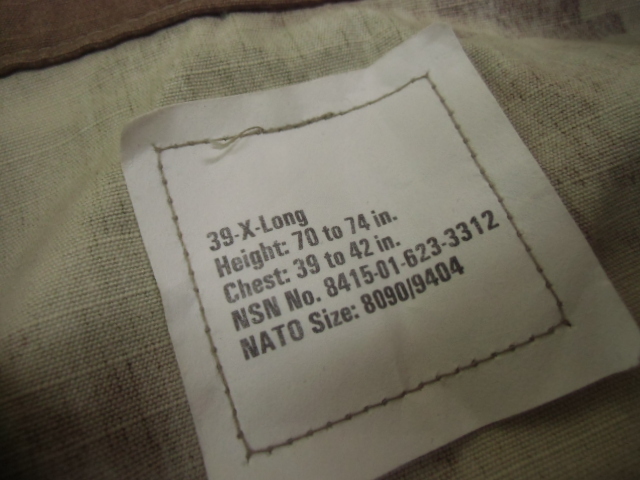 39-X-Long
Height: 70 to 74 in.
Chest: 39 to 42 in.
NSN No. 8415-01-623-3312
NATO Size: 8090/9404